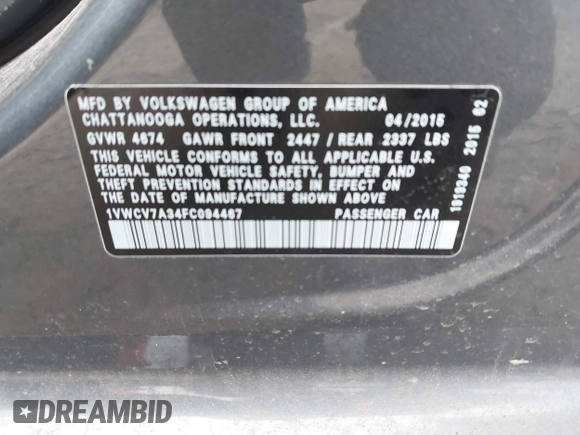 MFD BY VOLKSWAGEN GROUP OF AMERICA
CHATTANOOGA OPERATIONS, LLC. 04/2015
GVWR 4674 GAWR FRONT 2447 / REAR 2337 LBS
THIS VEHICLE CONFORMS TO ALL APPLICABLE U.S.
FEDERAL MOTOR VEHICLE SAFETY, BUMPER AND
THEFT PREVENTION STANDARDS IN EFFECT ON
THE DATE OF MANUFACTURE SHOWN ABOVE
1VWCV7A34FC094467 PASSENGER CAR
1019340 2015 02
DREAMBID